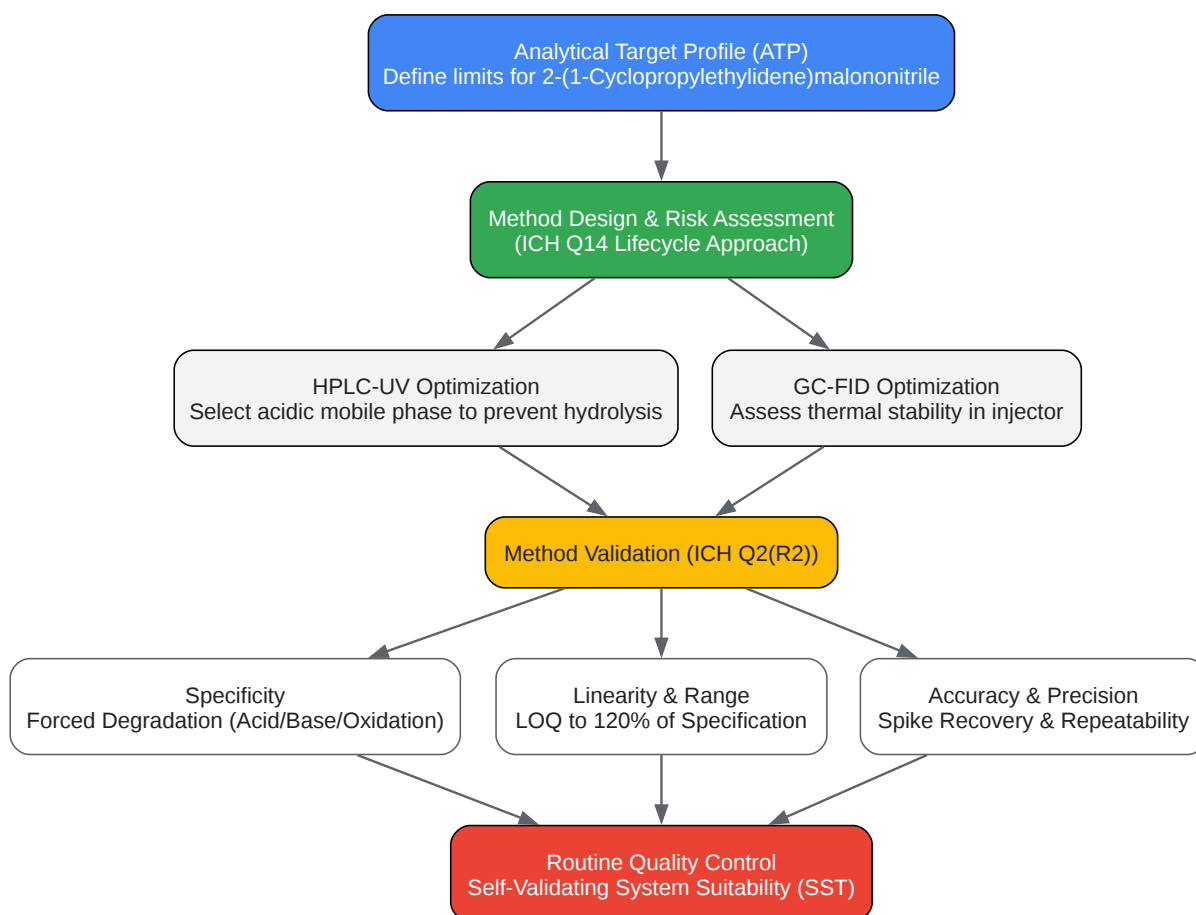 Analytical Target Profile (ATP)
Define limits for 2-(1-Cyclopropylethylidene)malononitrile
Method Design & Risk Assessment
(ICH Q14 Lifecycle Approach)
HPLC-UV Optimization
Select acidic mobile phase to prevent hydrolysis
GC-FID Optimization
Assess thermal stability in injector
Method Validation (ICH Q2(R2))
Specificity
Forced Degradation (Acid/Base/Oxidation)
Linearity & Range
LOQ to 120% of Specification
Accuracy & Precision
Spike Recovery & Repeatability
Routine Quality Control
Self-Validating System Suitability (SST)